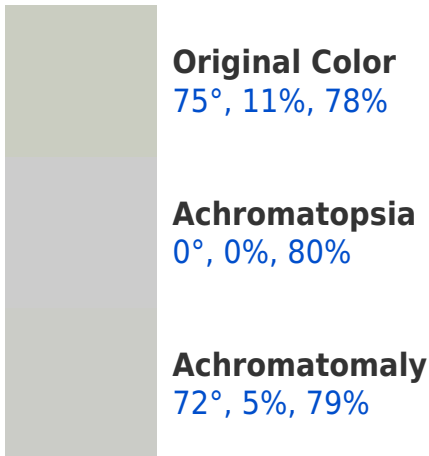 Original Color
75°, 11%, 78%
Achromatopsia
0°, 0%, 80%
Achromatomaly
72°, 5%, 79%